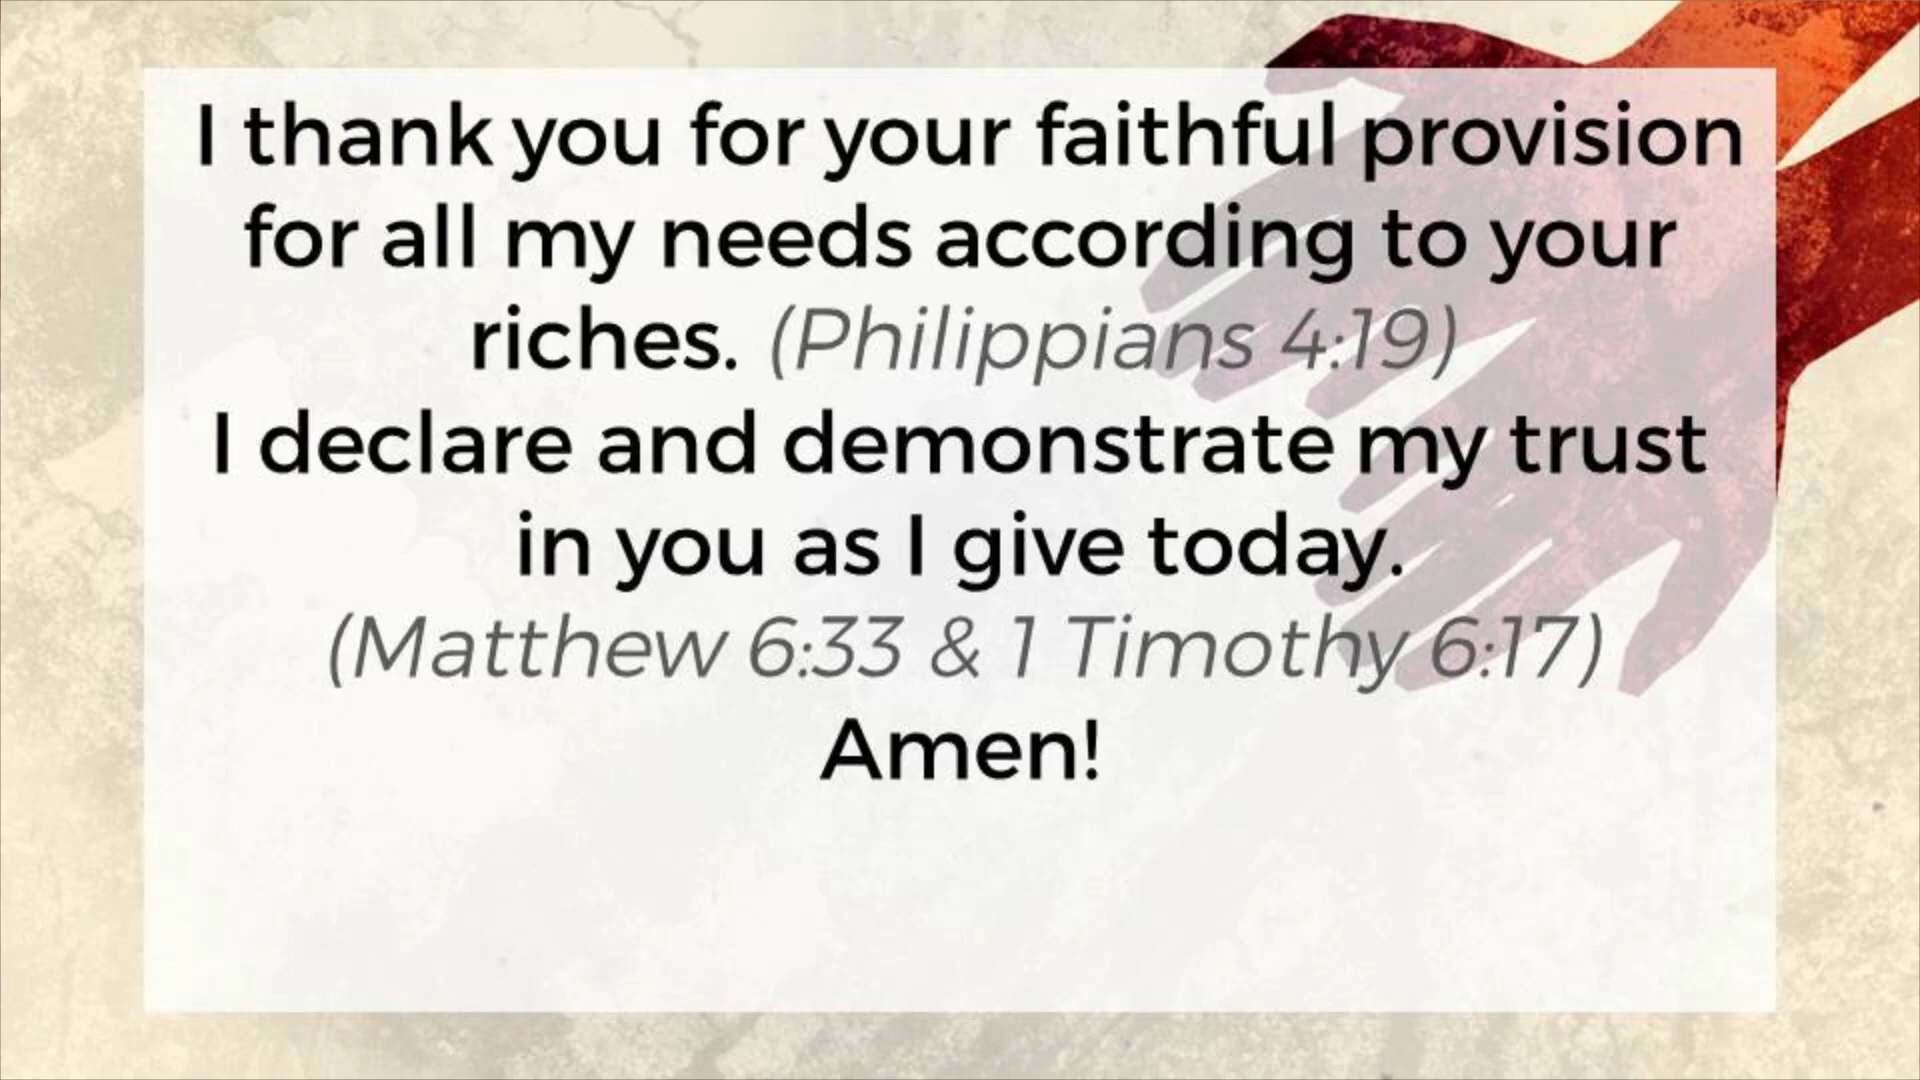 I thank you for your faithful provision
for all my needs according to your
riches. (Philippians 4:19)
I declare and demonstrate my trust
in you as I give today.
(Matthew 6:33 & 1 Timothy 6:17)
Amen!